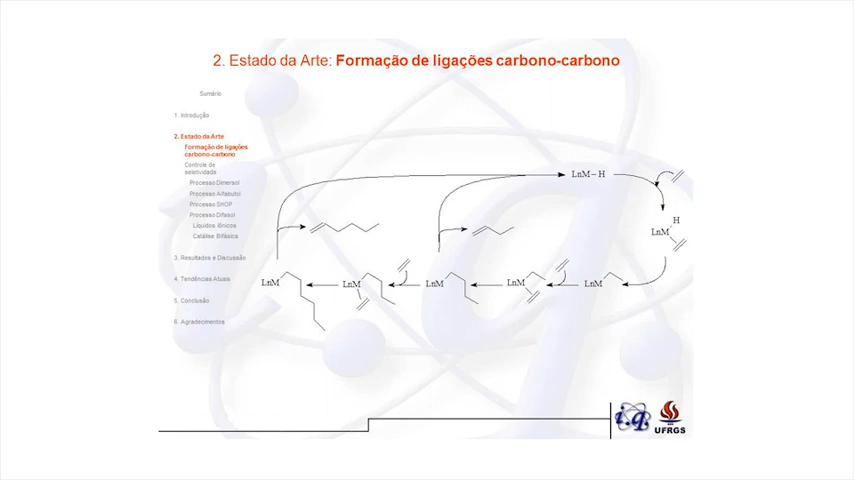 2. Estado da Arte: Formação de ligações carbono-carbono
Sumário
1. Introdução
2. Estado da Arte
Formação de ligações
carbono-carbono
Controle de
seletividade
Processo Dimersol
Processo Alfabutol
Processo SHOP
Processo Difasol
Líquidos Iônicos
Catálise Bifásica
3. Resultados e Discussão
4. Tendências Atuais
5. Conclusão
6. Agradecimentos
LnM–H
H
LnM
LnM
LnM
LnM
LnM
LnM
i.q.
UFRGS